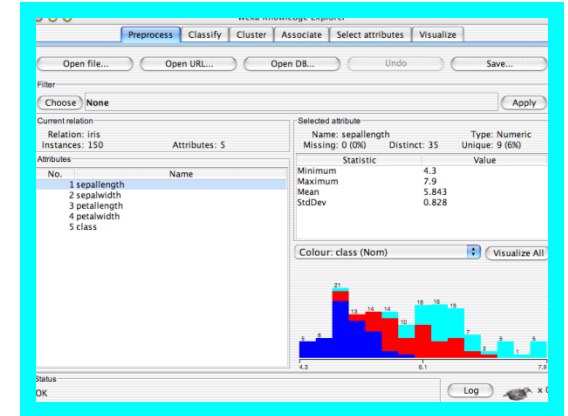 Weka Knowledge Explorer
Preprocess Classify Cluster Associate Select attributes Visualize
Open file... Open URL... Open DB... Undo Save...
Filter
Choose None Apply
Current relation
Relation: iris
Instances: 150 Attributes: 5
Selected attribute
Name: sepallength Type: Numeric
Missing: 0 (0%) Distinct: 35 Unique: 9 (6%)
Attributes
No. Name
1 sepallength
2 sepalwidth
3 petallength
4 petalwidth
5 class
Statistic Value
Minimum 4.3
Maximum 7.9
Mean 5.843
StdDev 0.828
Colour: class (Nom) Visualize All
5 6 21 13 14 14 10 16 16 15 7 2 5 1 5
4.3 6.1 7.9
Status
OK
Log x 0